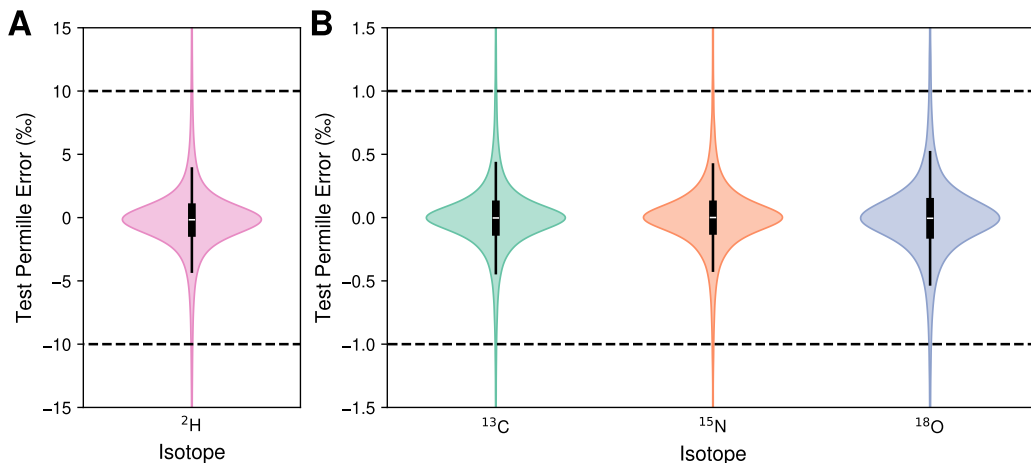 A
Test Permille Error (‰)
15
10
5
0
−5
−10
−15
²H
Isotope
B
Test Permille Error (‰)
1.5
1.0
0.5
0.0
−0.5
−1.0
−1.5
¹³C ¹⁵N ¹⁸O
Isotope